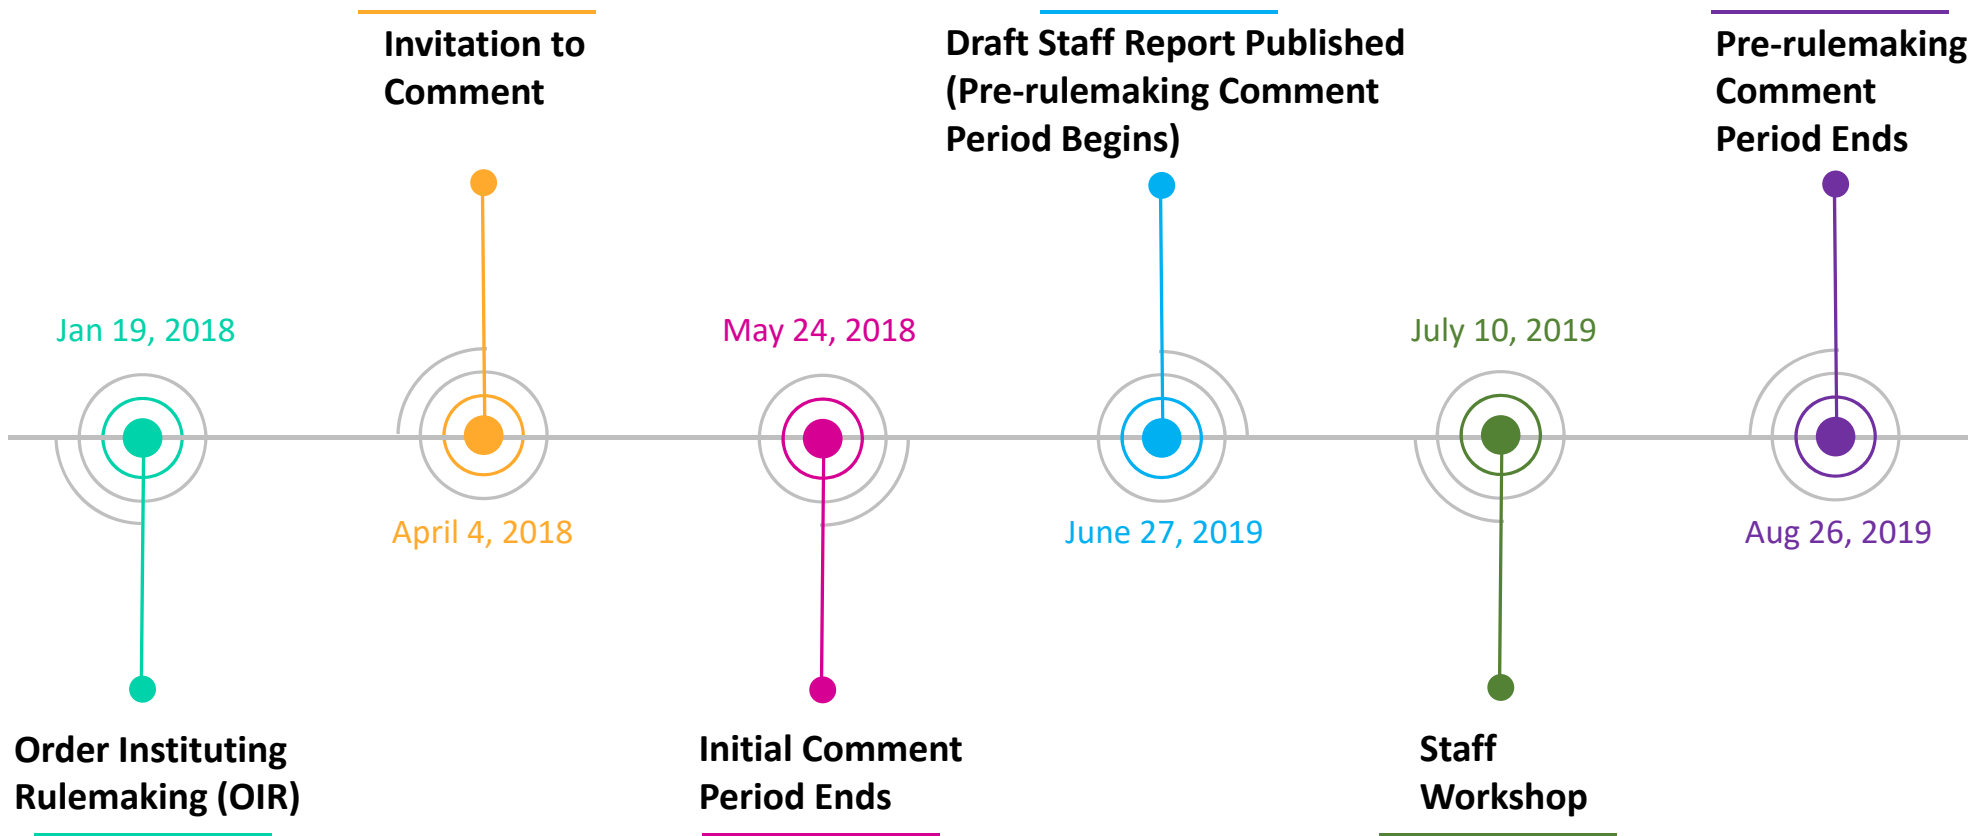 Invitation to
Comment
Draft Staff Report Published
(Pre-rulemaking Comment
Period Begins)
Pre-rulemaking
Comment
Period Ends
Jan 19, 2018
May 24, 2018
July 10, 2019
April 4, 2018
June 27, 2019
Aug 26, 2019
Order Instituting
Rulemaking (OIR)
Initial Comment
Period Ends
Staff
Workshop